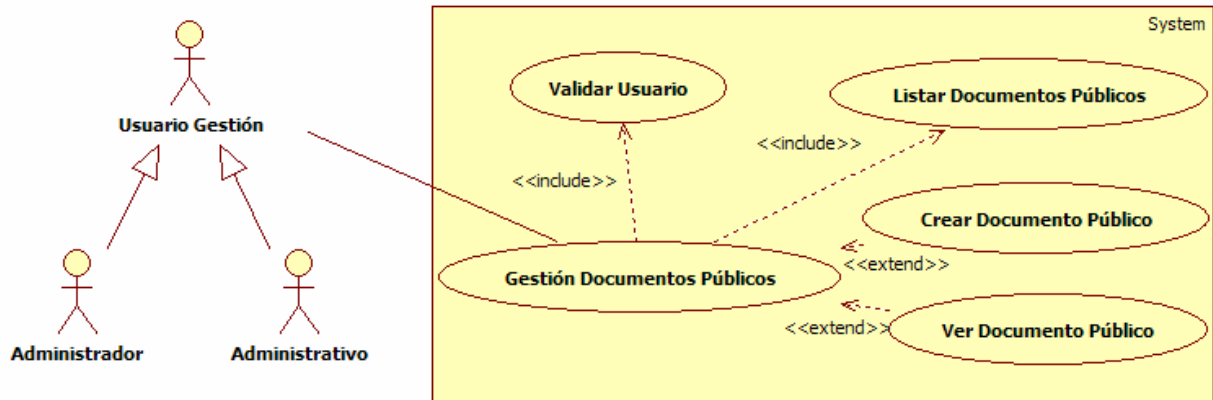 System
Validar Usuario
Listar Documentos Públicos
Usuario Gestión
<<include>>
<<include>>
Crear Documento Público
<<extend>>
Gestión Documentos Públicos
<<extend>>
Ver Documento Público
Administrador
Administrativo